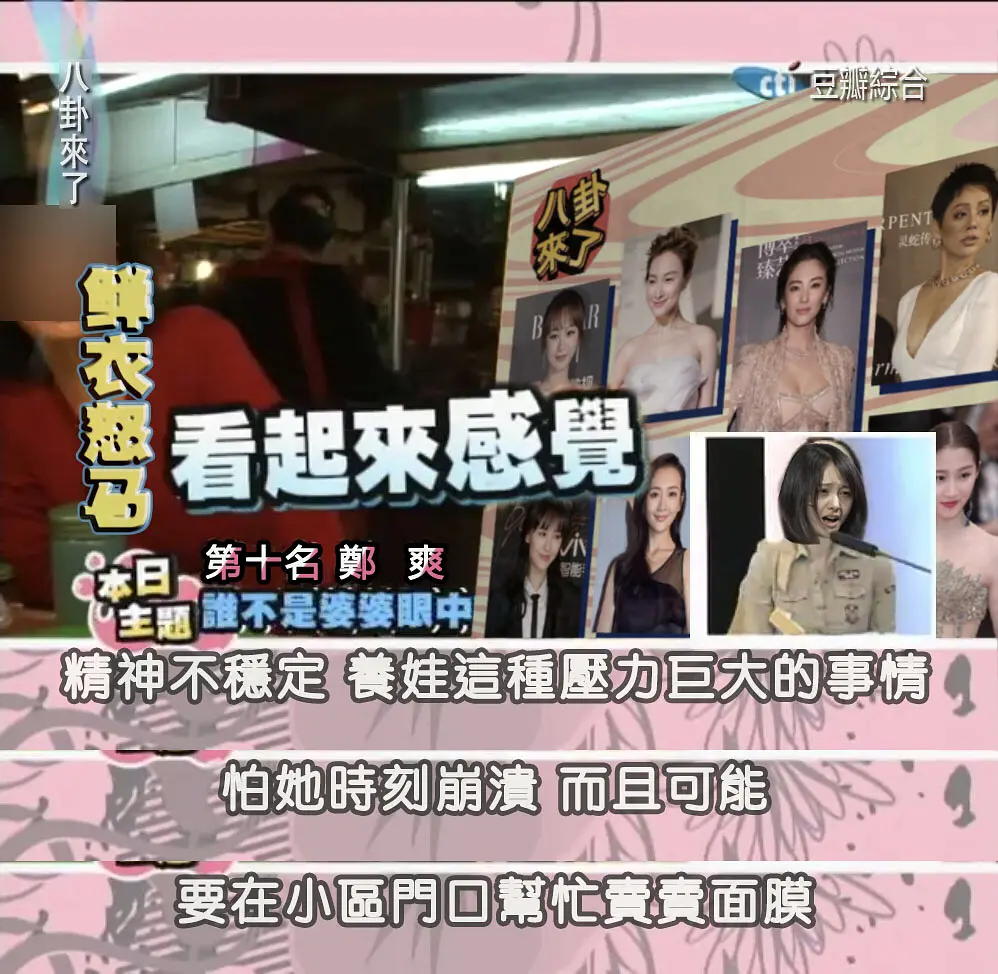 八卦來了
cti 豆瓣綜合
八卦
來了
鲜衣怒马
看起來感覺
第十名 鄭 爽
本日
主題
誰不是婆婆眼中
精神不穩定 養娃這種壓力巨大的事情
怕她時刻崩潰 而且可能
要在小區門口幫忙賣賣面膜